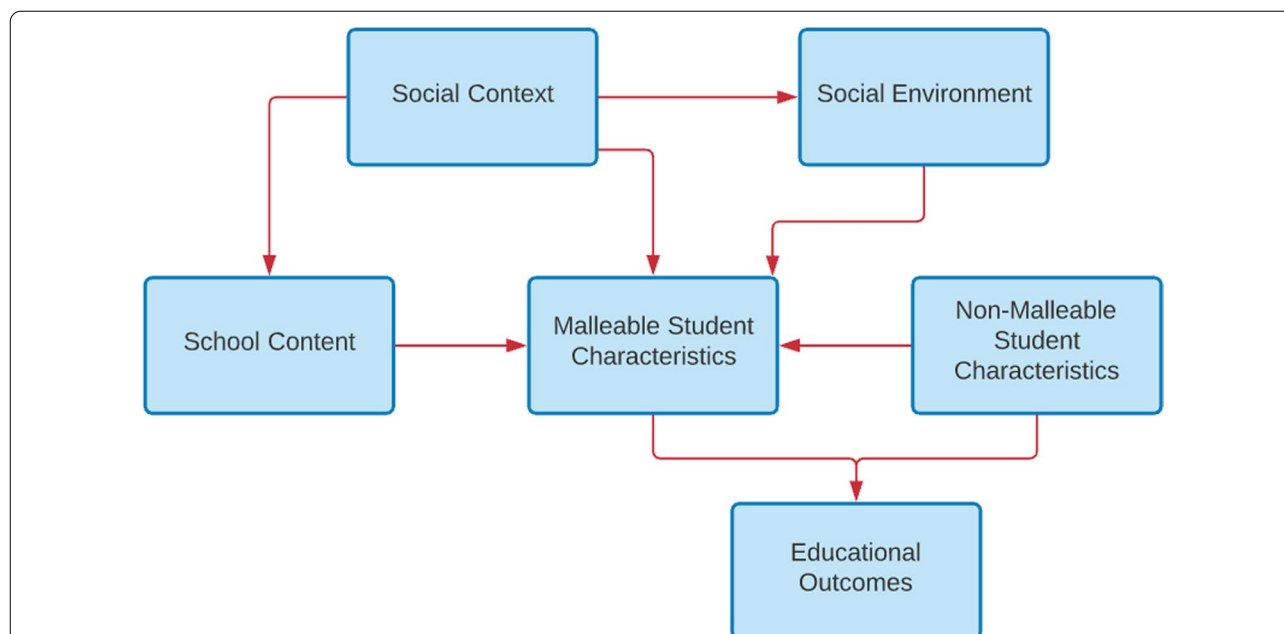 Social Context
Social Environment
School Content
Malleable Student
Characteristics
Non-Malleable
Student
Characteristics
Educational
Outcomes